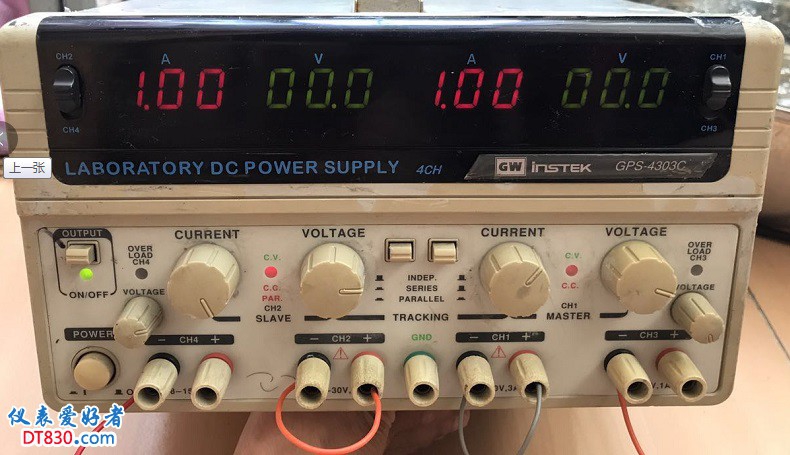 CH2
A
V
A
V
CH1
1.00
00.0
1.00
00.0
CH4
CH3
上一张
LABORATORY DC POWER SUPPLY 4CH
GW INSTEK GPS-4303C
OUTPUT
ON/OFF
OVER
LOAD
CH4
CURRENT
VOLTAGE
CURRENT
VOLTAGE
OVER
LOAD
CH3
C.V.
C.C.
PAR.
CH2
SLAVE
INDEP.
SERIES
PARALLEL
TRACKING
C.V.
C.C.
CH1
MASTER
VOLTAGE
VOLTAGE
POWER
- CH4 +
- CH2 +
GND
- CH1 +
- CH3 +
仪表爱好者
DT830.com